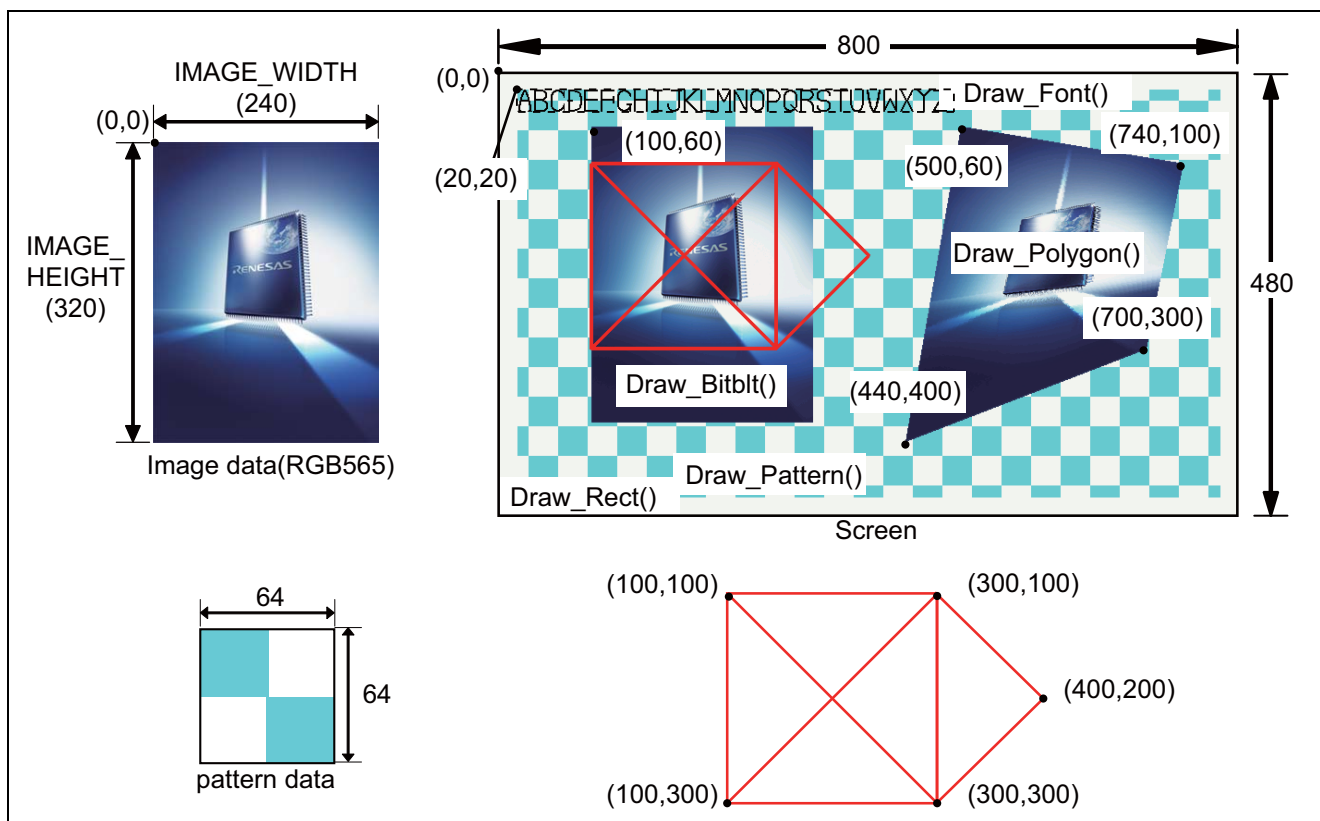 IMAGE_WIDTH
(240)
(0,0)
IMAGE_
HEIGHT
(320)
RENESAS
Image data(RGB565)
800
(0,0)
ABCDEFGHIJKLMNOPQRSTUVWXYZ
Draw_Font()
(20,20)
(100,60)
(500,60)
(740,100)
RENESAS
Draw_Polygon()
480
(700,300)
Draw_Bitblt()
(440,400)
Draw_Pattern()
Draw_Rect()
Screen
64
64
pattern data
(100,100)
(300,100)
(400,200)
(100,300)
(300,300)